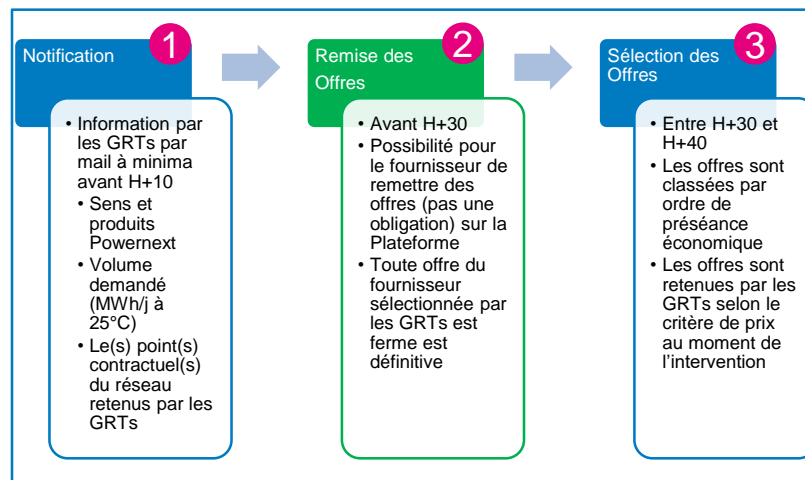 Notification
1
• Information par
les GRTs par
mail à minima
avant H+10
• Sens et
produits
Powernext
• Volume
demandé
(MWh/j à
25°C)
• Le(s) point(s)
contractuel(s)
du réseau
retenus par les
GRTs
Remise des
Offres
2
• Avant H+30
• Possibilité pour
le fournisseur de
remettre des
offres (pas une
obligation) sur la
Plateforme
• Toute offre du
fournisseur
sélectionnée par
les GRTs est
ferme est
définitive
Sélection des
Offres
3
• Entre H+30 et
H+40
• Les offres sont
classées par
ordre de
préséance
économique
• Les offres sont
retenues par les
GRTs selon le
critère de prix
au moment de
l'intervention